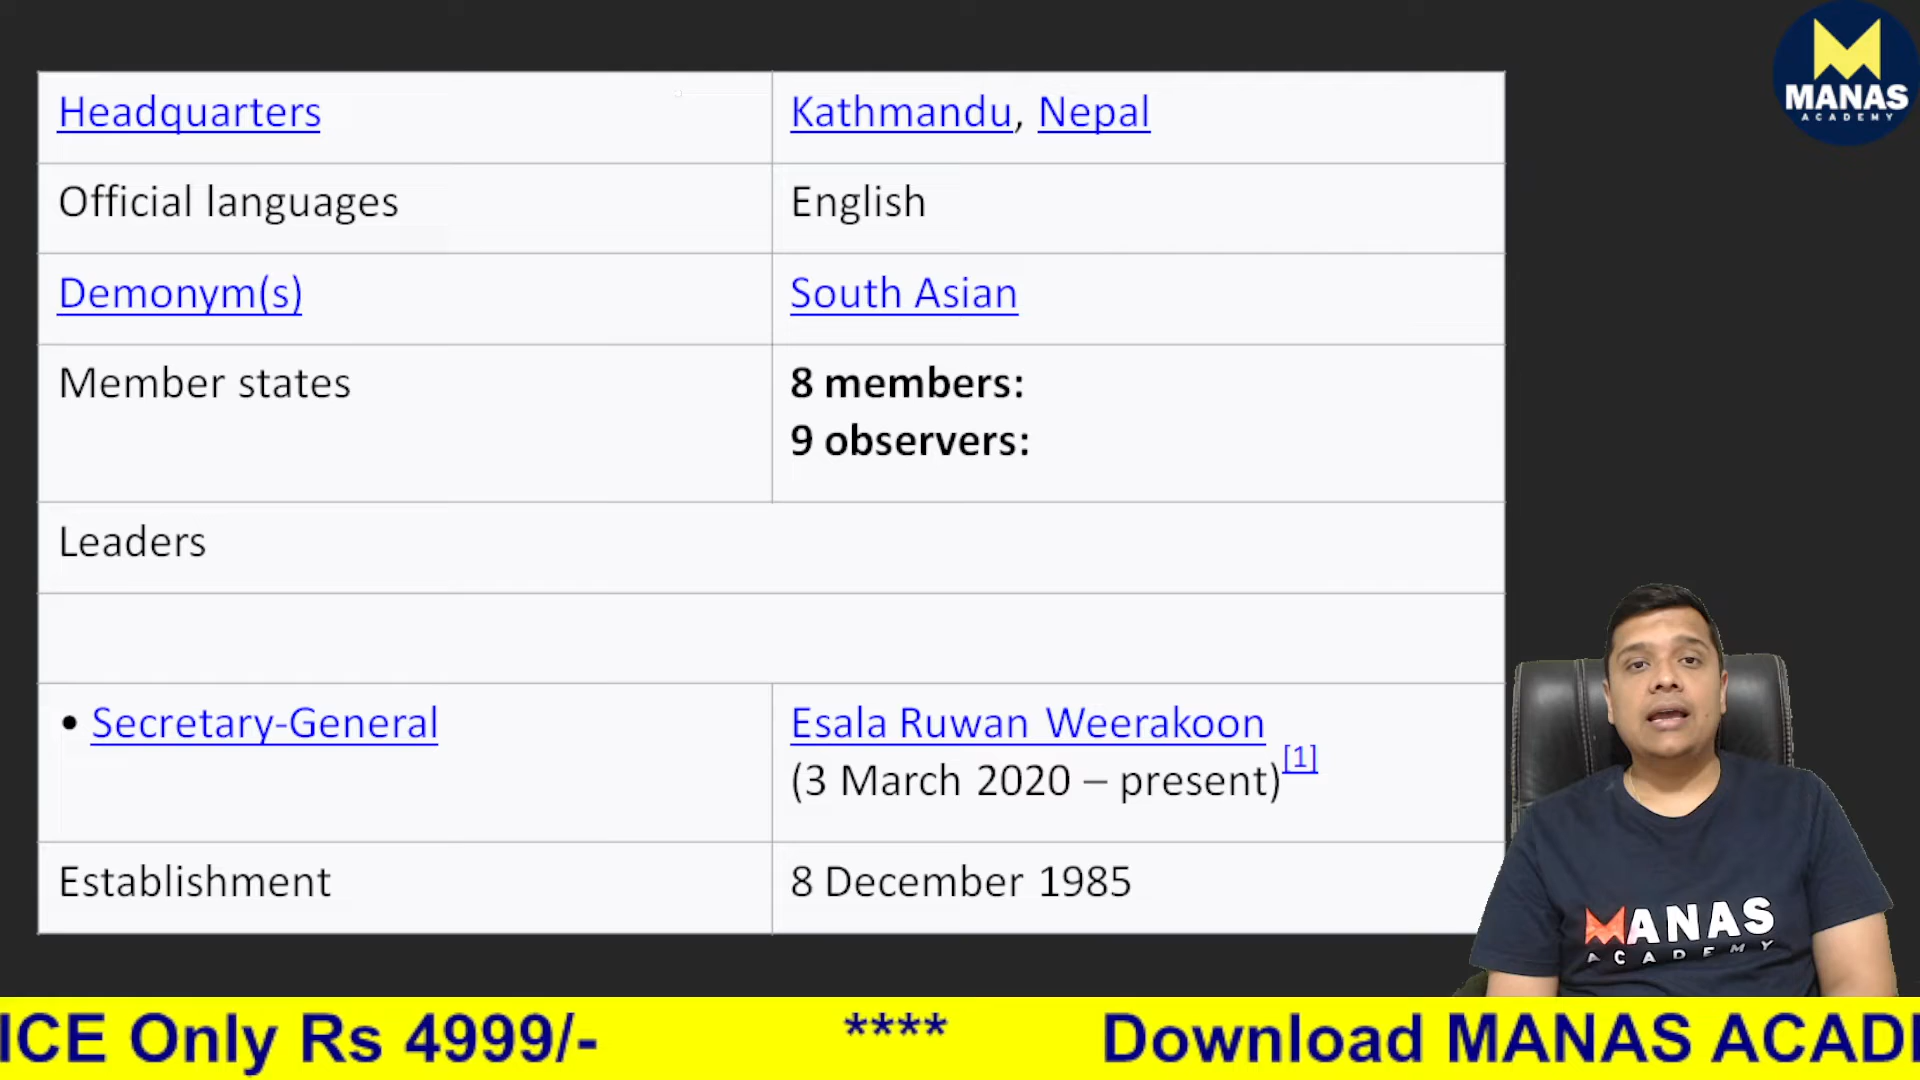 MANAS
ACADEMY
Headquarters Kathmandu, Nepal
Official languages English
Demonym(s) South Asian
Member states 8 members:
9 observers:
Leaders
• Secretary-General Esala Ruwan Weerakoon
(3 March 2020 – present)[1]
Establishment 8 December 1985
MANAS
ACADEMY
ICE Only Rs 4999/- **** Download MANAS ACAD